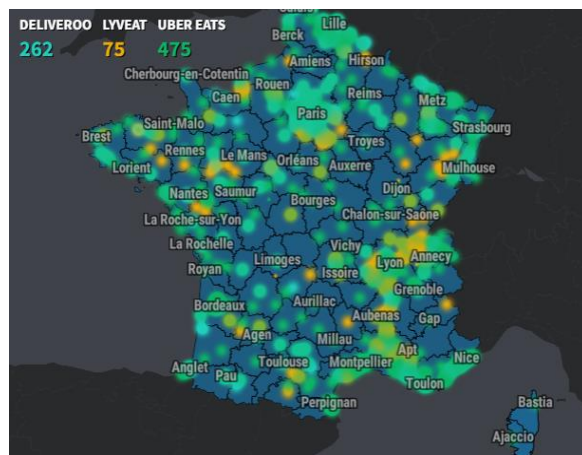 DELIVEROO LYVEAT UBER EATS
262 75 475
Lille
Berck
Amiens Hirson
Cherbourg-en-Cotentin Rouen
Caen Reims Metz
Paris
Saint-Malo Strasbourg
Brest Troyes
Rennes Le Mans Orléans
Lorient Auxerre Mulhouse
Nantes Saumur Dijon
Bourges
La Roche-sur-Yon Chalon-sur-Saône
La Rochelle Vichy
Limoges Lyon Annecy
Royan Issoire
Grenoble
Bordeaux Aurillac Aubenas Gap
Agen Millau
Apt
Anglet Toulouse Montpellier Nice
Pau Toulon
Perpignan Bastia
Ajaccio